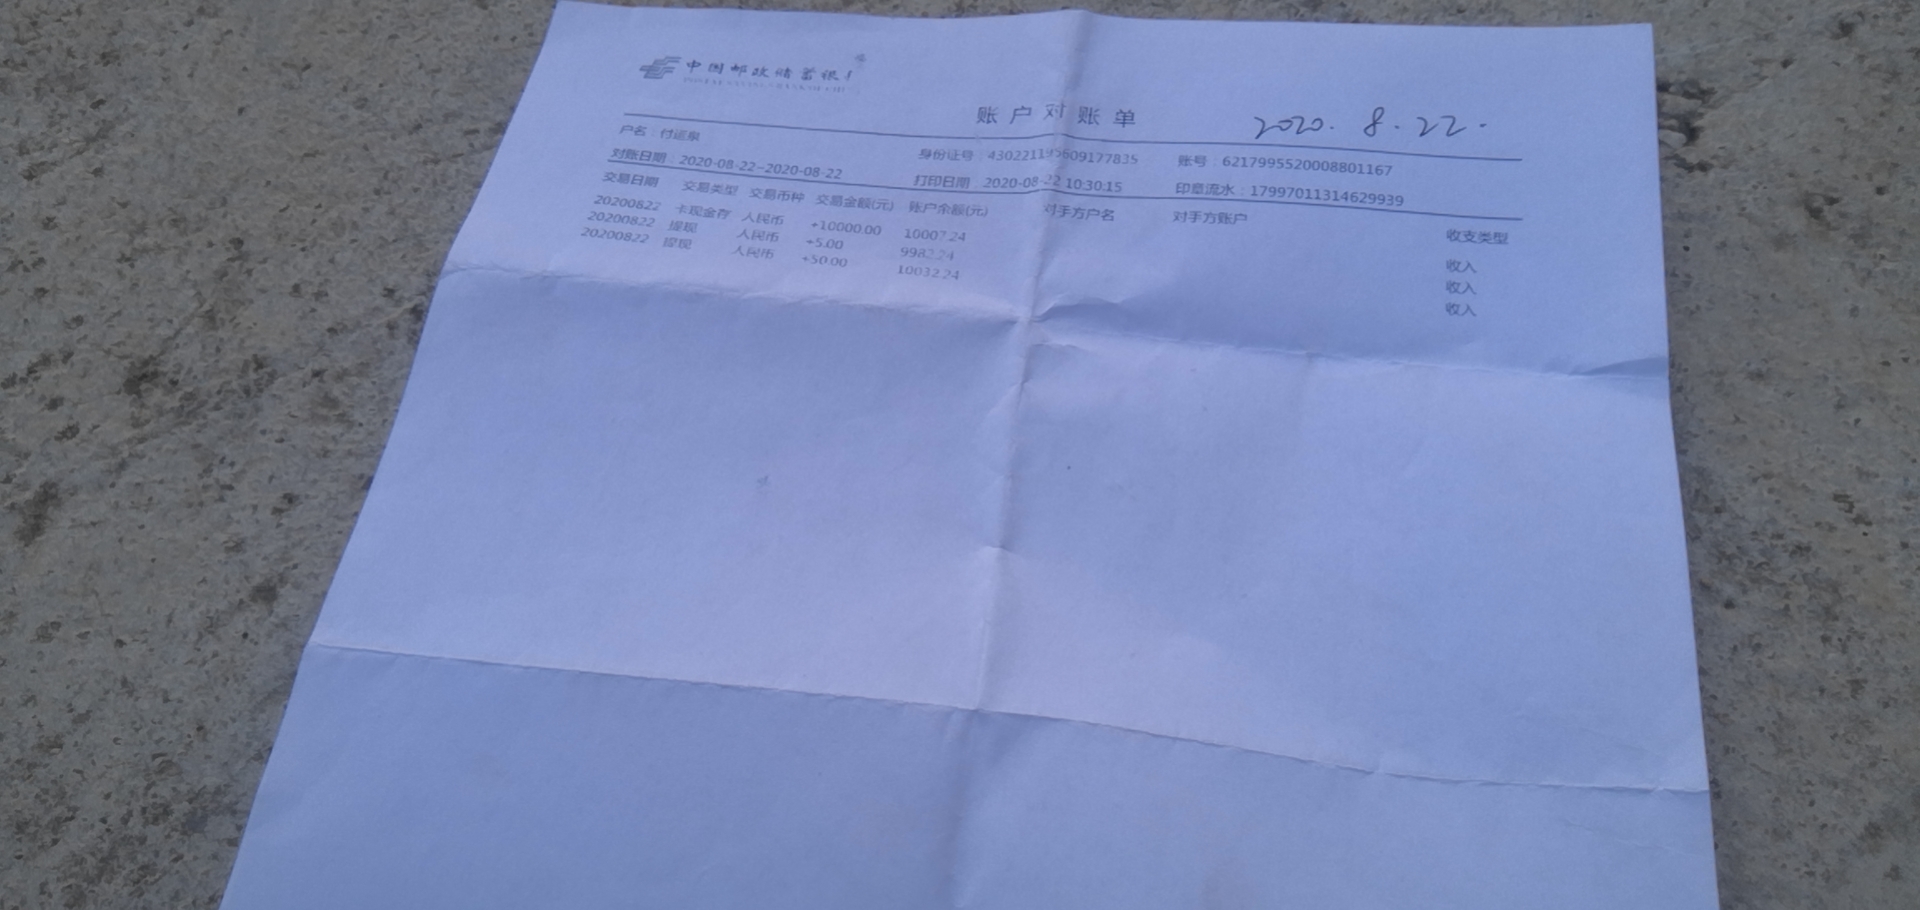 中国邮政储蓄银行
账户对账单
2020.8.22.
户名：付运泉 身份证号： 账号：6217995520008801167
对账日期：2020-08-22-2020-08-22 打印日期：2020-08-22 10:30:15 印章流水：17997011314629939
交易日期 交易类型 交易币种 交易金额(元) 账户余额(元) 对手方户名 对手方账户 收支类型
20200822 卡现金存 人民币 +10000.00 10007.24 收入
20200822 提现 人民币 +5.00 9982.24 收入
20200822 提现 人民币 +50.00 10032.24 收入